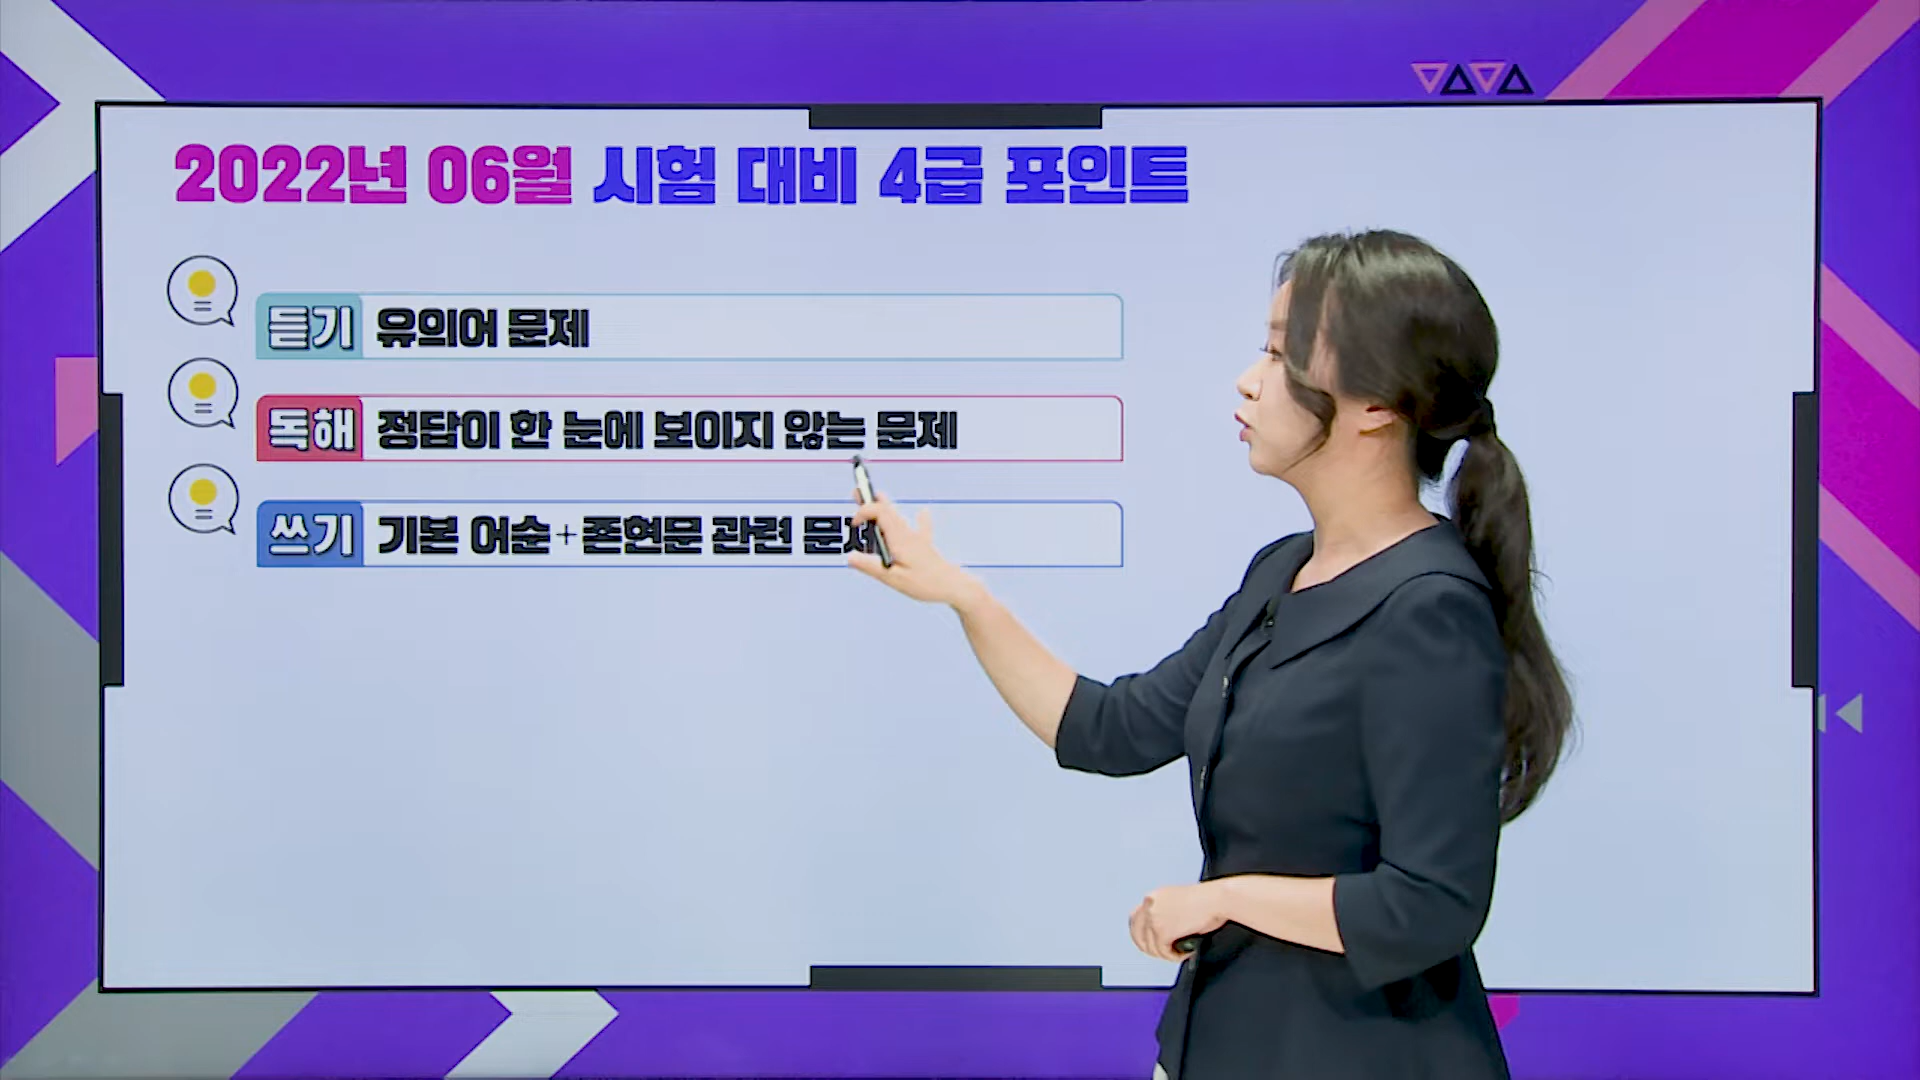 2022년 06월 시험 대비 4급 포인트
듣기 유의어 문제
독해 정답이 한 눈에 보이지 않는 문제
쓰기 기본 어순+존현문 관련 문제